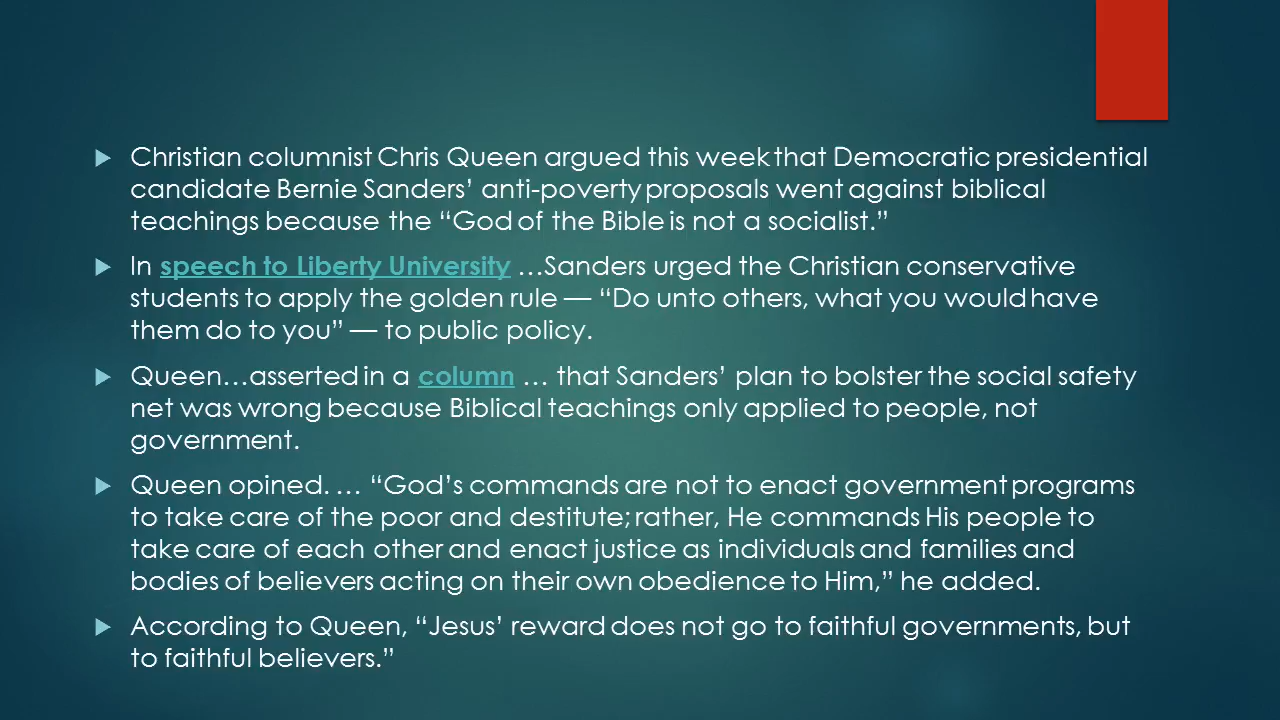 Christian columnist Chris Queen argued this week that Democratic presidential
candidate Bernie Sanders’ anti-poverty proposals went against biblical
teachings because the “God of the Bible is not a socialist.”
In speech to Liberty University …Sanders urged the Christian conservative
students to apply the golden rule — “Do unto others, what you would have
them do to you” — to public policy.
Queen…asserted in a column … that Sanders’ plan to bolster the social safety
net was wrong because Biblical teachings only applied to people, not
government.
Queen opined. … “God’s commands are not to enact government programs
to take care of the poor and destitute; rather, He commands His people to
take care of each other and enact justice as individuals and families and
bodies of believers acting on their own obedience to Him,” he added.
According to Queen, “Jesus’ reward does not go to faithful governments, but
to faithful believers.”